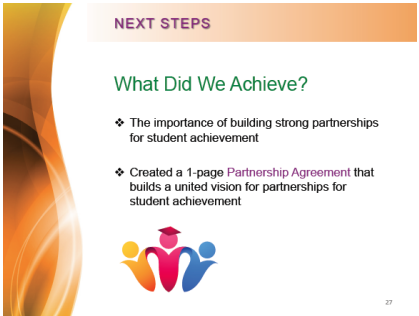 NEXT STEPS
What Did We Achieve?
❖ The importance of building strong partnerships
for student achievement
❖ Created a 1-page Partnership Agreement that
builds a united vision for partnerships for
student achievement
27